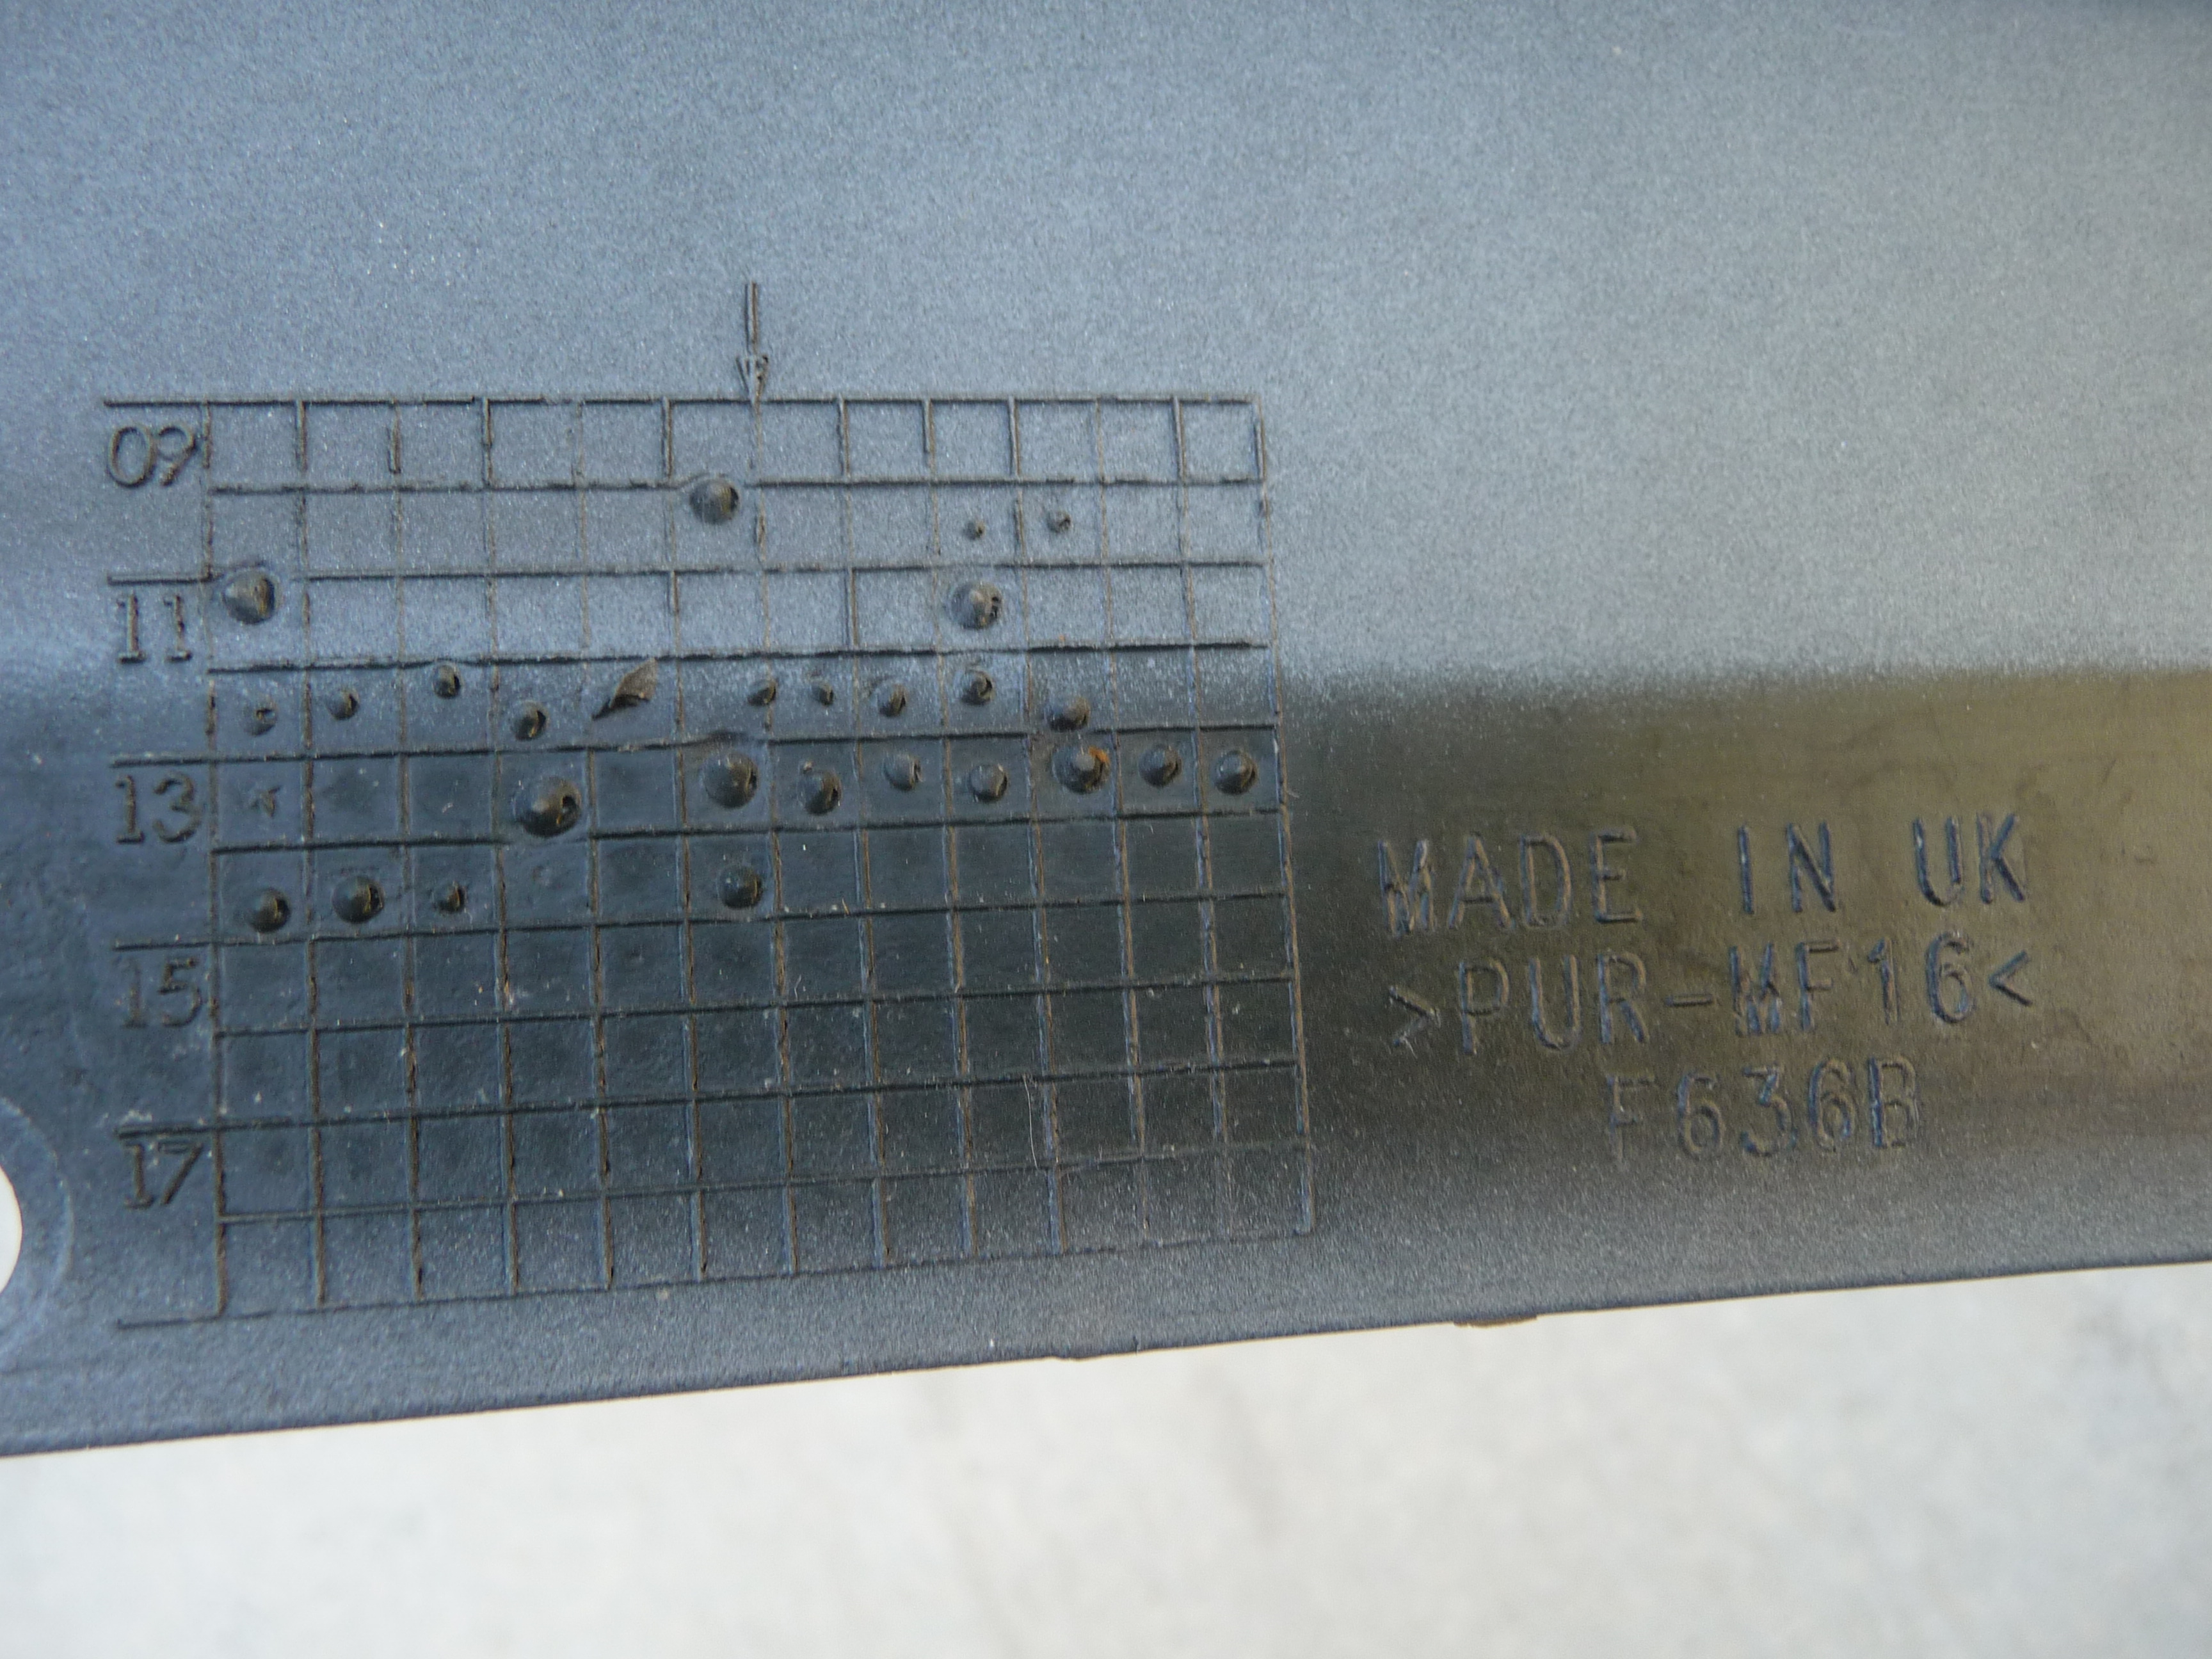 09
11
13
15
17
MADE IN UK
>PUR-MF16<
F636B